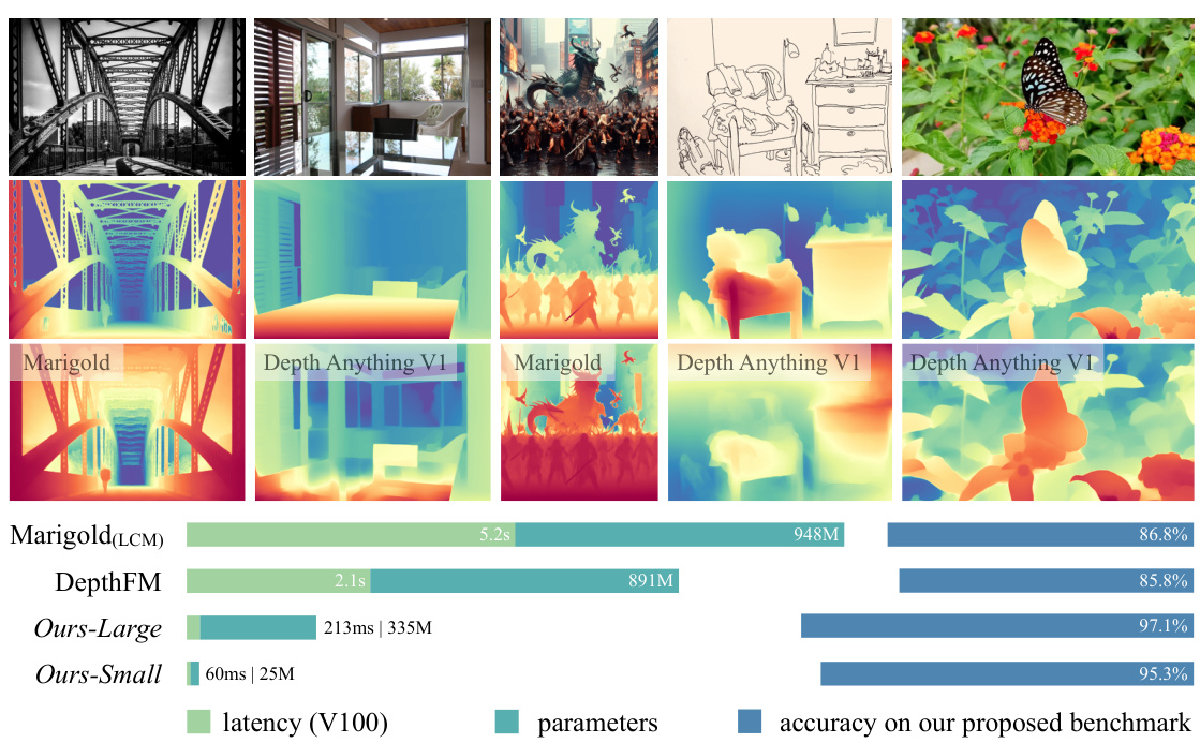 Marigold
Depth Anything V1
Marigold
Depth Anything V1
Depth Anything V1
Marigold(LCM) 5.2s 948M 86.8%
DepthFM 2.1s 891M 85.8%
Ours-Large 213ms | 335M 97.1%
Ours-Small 60ms | 25M 95.3%
latency (V100) parameters accuracy on our proposed benchmark